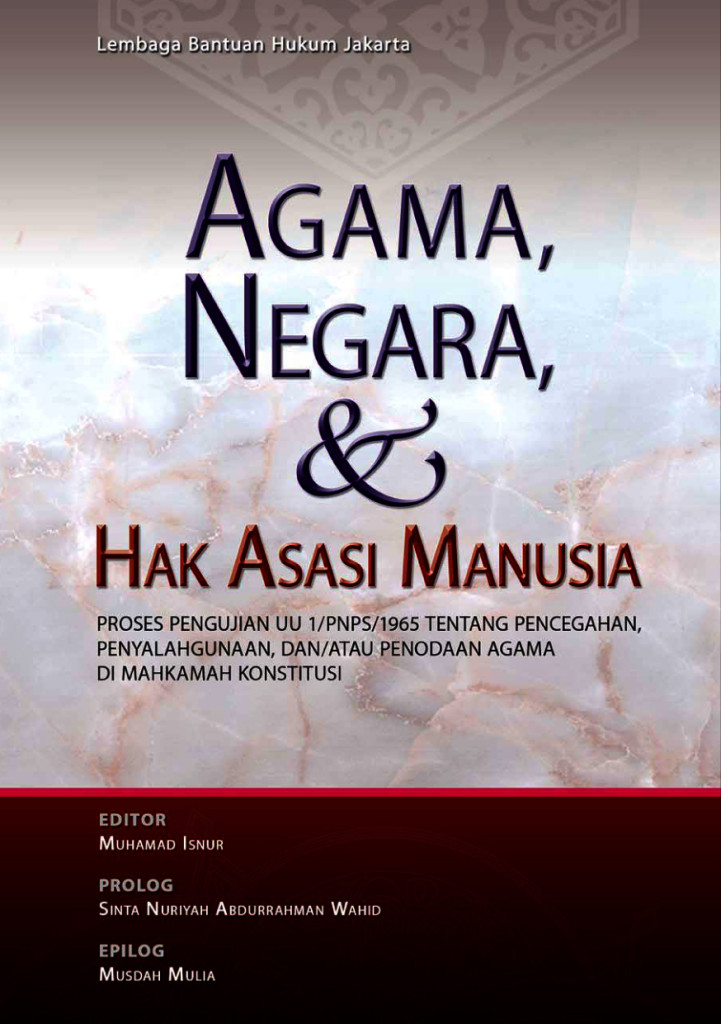 Lembaga Bantuan Hukum Jakarta
AGAMA,
NEGARA,
&
HAK ASASI MANUSIA
PROSES PENGUJIAN UU 1/PNPS/1965 TENTANG PENCEGAHAN,
PENYALAHGUNAAN, DAN/ATAU PENODAAN AGAMA
DI MAHKAMAH KONSTITUSI
EDITOR
MUHAMAD ISNUR
PROLOG
SINTA NURIYAH ABDURRAHMAN WAHID
EPILOG
MUSDAH MULIA